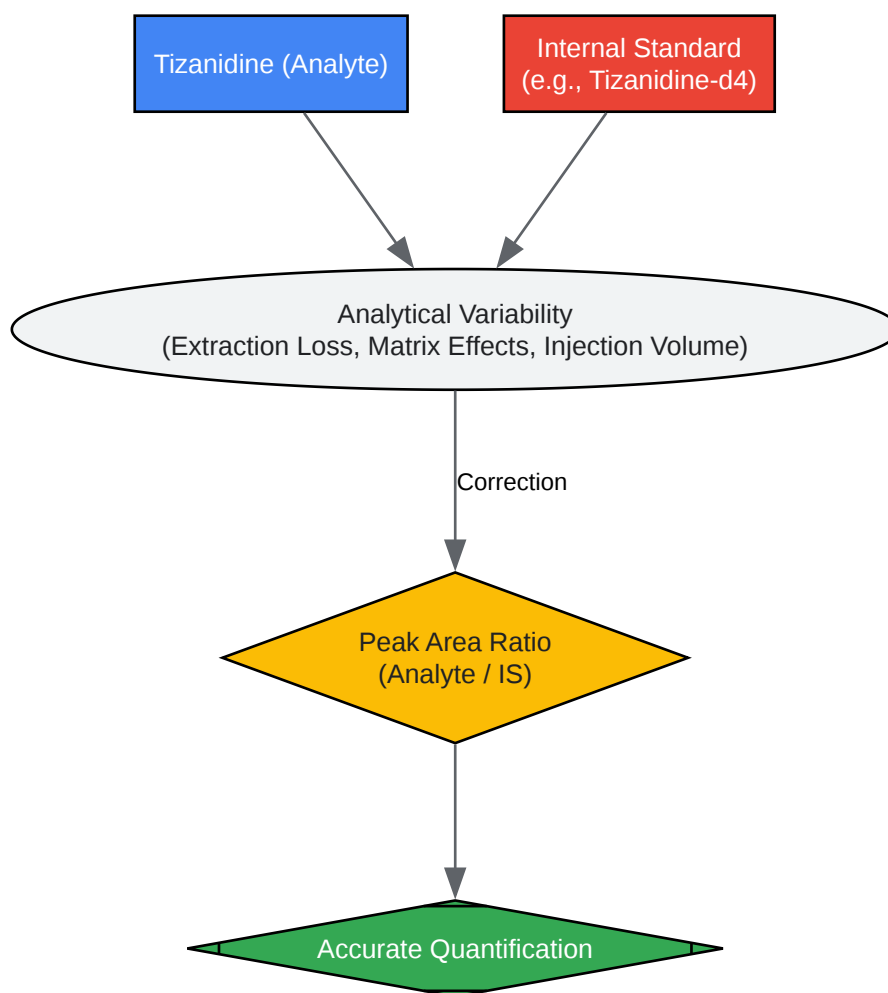 Tizanidine (Analyte)
Internal Standard
(e.g., Tizanidine-d4)
Analytical Variability
(Extraction Loss, Matrix Effects, Injection Volume)
Correction
Peak Area Ratio
(Analyte / IS)
Accurate Quantification